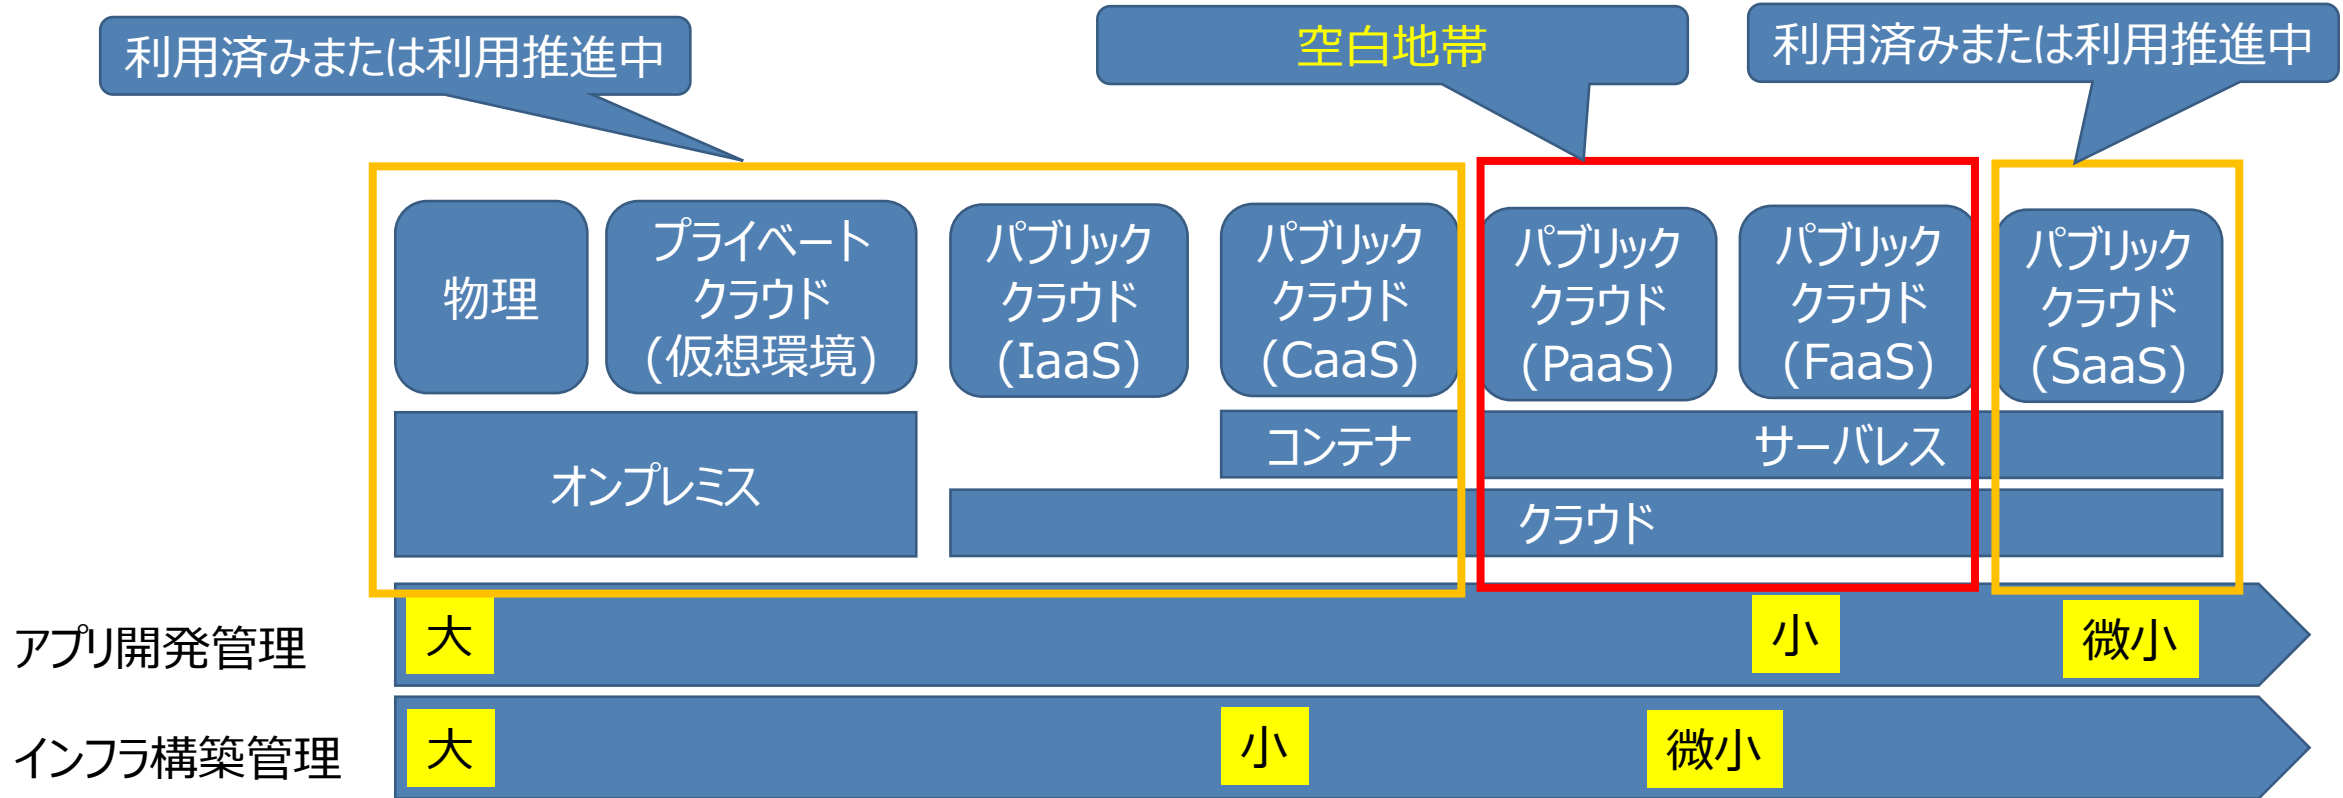 利用済みまたは利用推進中
空白地帯
利用済みまたは利用推進中
物理
プライベート
クラウド
(仮想環境)
パブリック
クラウド
(IaaS)
パブリック
クラウド
(CaaS)
パブリック
クラウド
(PaaS)
パブリック
クラウド
(FaaS)
パブリック
クラウド
(SaaS)
オンプレミス
コンテナ
サーバレス
クラウド
アプリ開発管理
大
小
微小
インフラ構築管理
大
小
微小